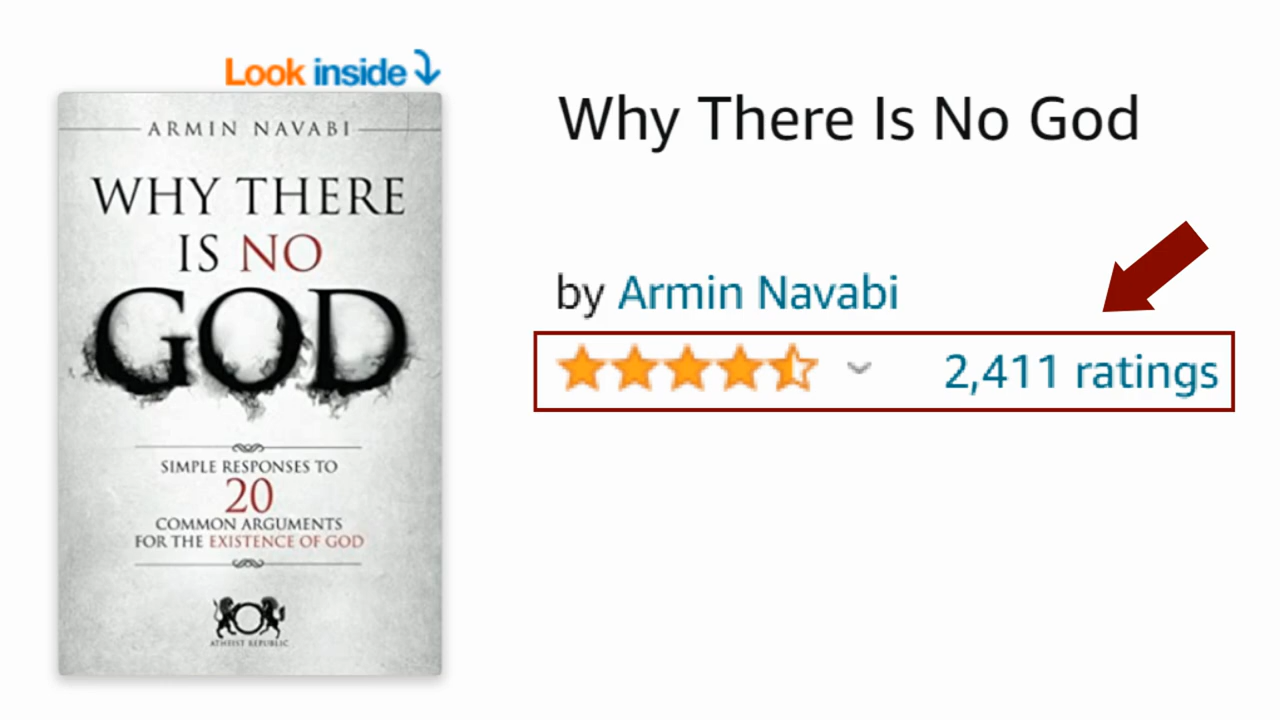 Look inside
ARMIN NAVABI
WHY THERE
IS NO
GOD
SIMPLE RESPONSES TO
20
COMMON ARGUMENTS
FOR THE EXISTENCE OF GOD
ATHEIST REPUBLIC
Why There Is No God
by Armin Navabi
2,411 ratings